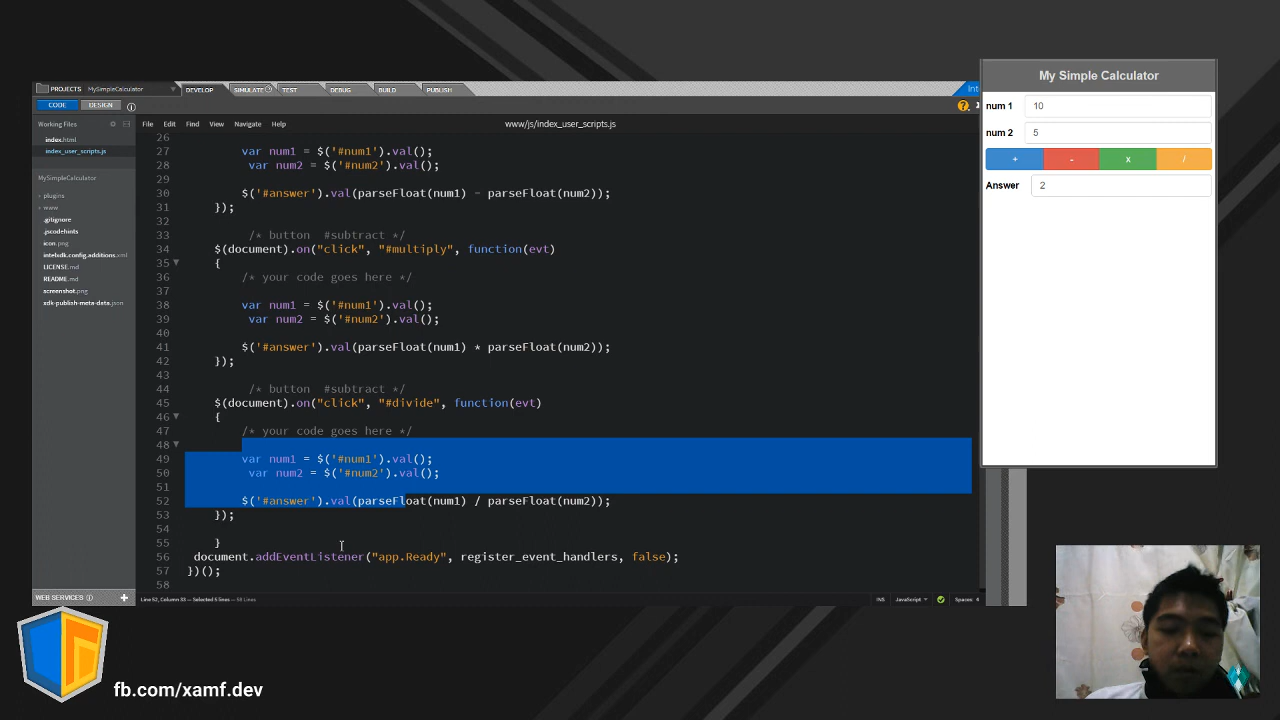 PROJECTS MySimpleCalculator
DEVELOP
SIMULATE
TEST
DEBUG
BUILD
PUBLISH
CODE
DESIGN
Working Files
index.html
index_user_scripts.js
MySimpleCalculator
plugins
www
.gitignore
.jscodehints
icon.png
intelxdk.config.additions.xml
LICENSE.md
README.md
screenshot.png
xdk-publish-meta-data.json
WEB SERVICES
File Edit Find View Navigate Help
www/js/index_user_scripts.js
26
27 var num1 = $('#num1').val();
28 var num2 = $('#num2').val();
29
30 $('#answer').val(parseFloat(num1) - parseFloat(num2));
31 });
32
33 /* button #subtract */
34 $(document).on("click", "#multiply", function(evt)
35 {
36 /* your code goes here */
37
38 var num1 = $('#num1').val();
39 var num2 = $('#num2').val();
40
41 $('#answer').val(parseFloat(num1) * parseFloat(num2));
42 });
43
44 /* button #subtract */
45 $(document).on("click", "#divide", function(evt)
46 {
47 /* your code goes here */
48
49 var num1 = $('#num1').val();
50 var num2 = $('#num2').val();
51
52 $('#answer').val(parseFloat(num1) / parseFloat(num2));
53 });
54
55 }
56 document.addEventListener("app.Ready", register_event_handlers, false);
57 })();
58
Line 52, Column 33 — Selected 5 lines — 58 Lines
INS JavaScript Spaces: 4
My Simple Calculator
num 1 10
num 2 5
+ - x /
Answer 2
fb.com/xamf.dev